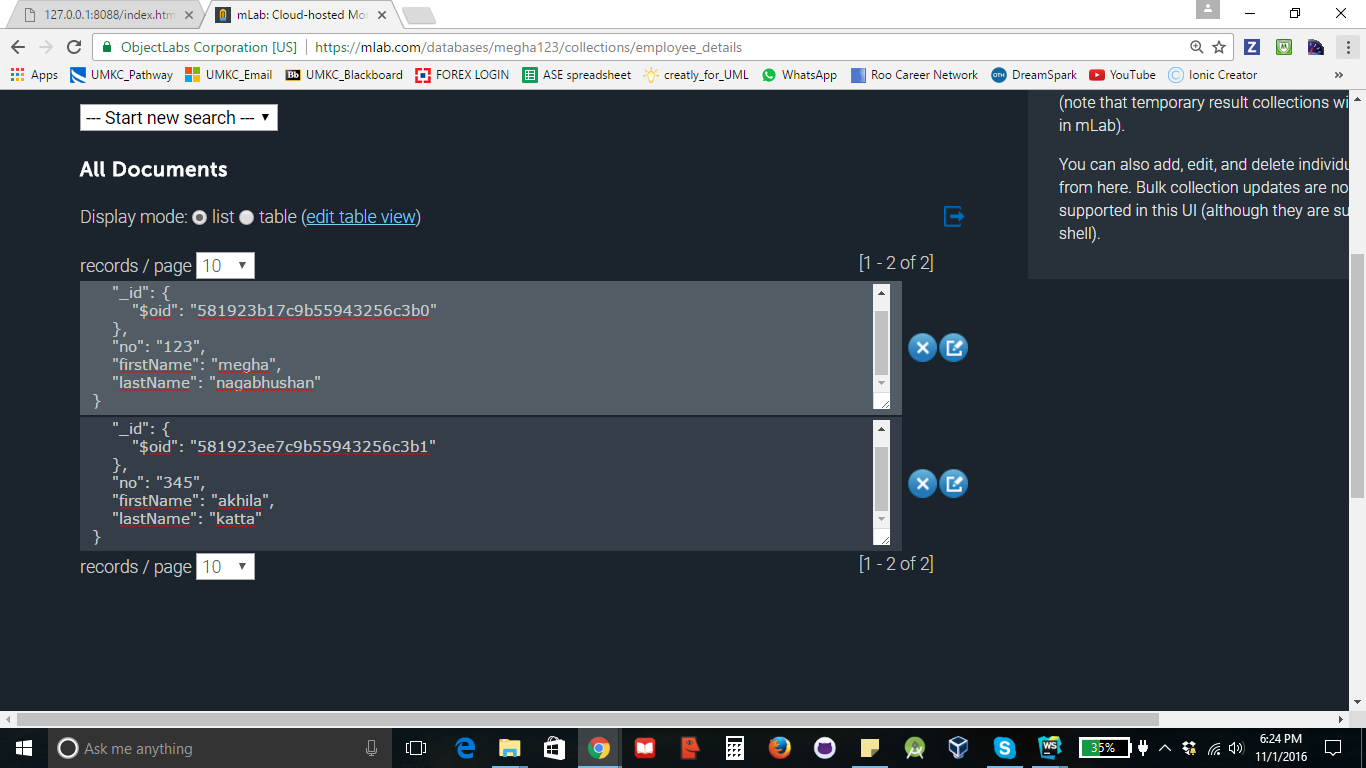 127.0.0.1:8088/index.htm
mLab: Cloud-hosted Mo
ObjectLabs Corporation [US]
https://mlab.com/databases/megha123/collections/employee_details
Apps
UMKC_Pathway
UMKC_Email
Bb
UMKC_Blackboard
FOREX LOGIN
ASE spreadsheet
creatly_for_UML
WhatsApp
Roo Career Network
DreamSpark
YouTube
Ionic Creator
»
--- Start new search ---
(note that temporary result collections wi
in mLab).
You can also add, edit, and delete individu
from here. Bulk collection updates are no
supported in this UI (although they are su
shell).
All Documents
Display mode: list table (edit table view)
records / page 10
[1 - 2 of 2]
"_id": {
"$oid": "581923b17c9b55943256c3b0"
},
"no": "123",
"firstName": "megha",
"lastName": "nagabhushan"
}
"_id": {
"$oid": "581923ee7c9b55943256c3b1"
},
"no": "345",
"firstName": "akhila",
"lastName": "katta"
}
records / page 10
[1 - 2 of 2]
Ask me anything
WS
35%
6:24 PM
11/1/2016